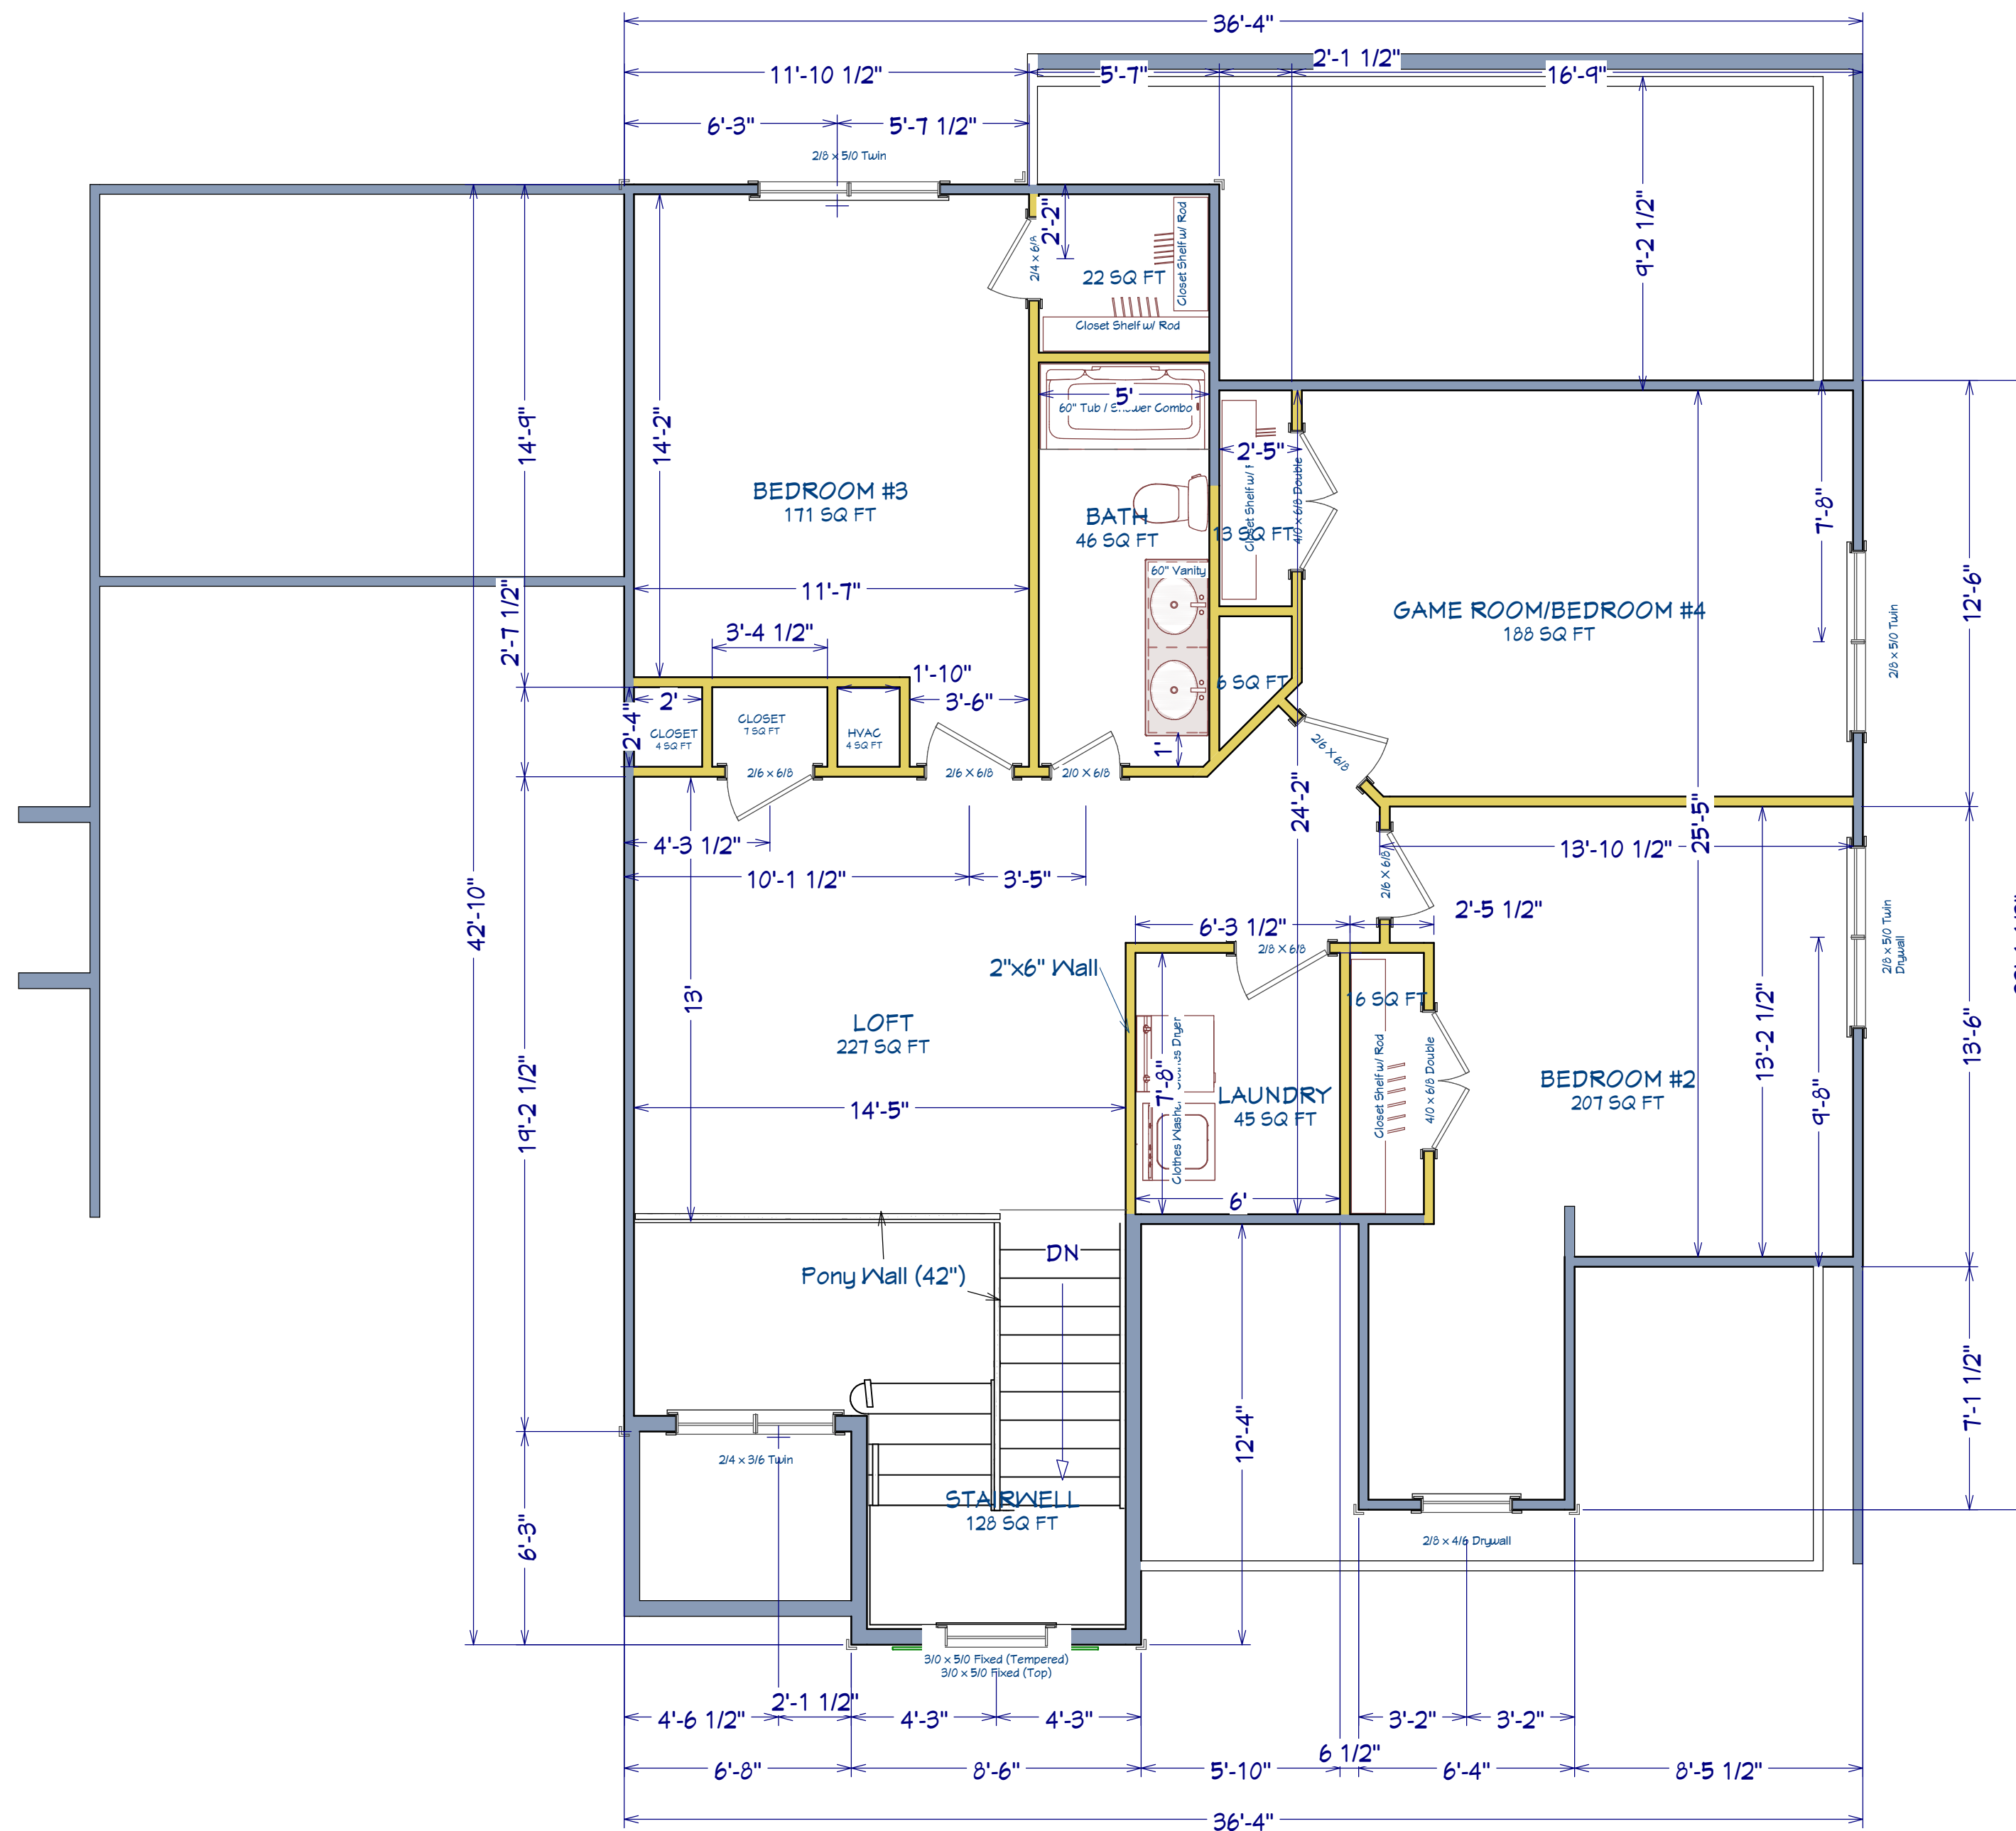 36'-4"
2'-1 1/2"
11'-10 1/2"
5'-7"
16'-9"
6'-3"
5'-7 1/2"
2/8 x 5/0 Twin
2'-2"
2/4 x 6/8
Closet Shelf w/ Rod
22 SQ FT
Closet Shelf w/ Rod
9'-2 1/2"
14'-9"
14'-2"
5'
60" Tub / Shower Combo
2'-5"
Closet Shelf w/
4/0 x 6/8 Double
7'-8"
BEDROOM #3
171 SQ FT
BATH
46 SQ FT
13 SQ FT
60" Vanity
11'-7"
GAME ROOM/BEDROOM #4
188 SQ FT
12'-6"
2/8 x 5/0 Twin
2'-7 1/2"
3'-4 1/2"
1'-10"
6 SQ FT
2'
3'-6"
2'-4"
CLOSET
4 SQ FT
CLOSET
7 SQ FT
HVAC
4 SQ FT
1'
2/6 X 6/8
2/6 x 6/8
2/6 X 6/8
2/0 X 6/8
24'-2"
25'-5"
4'-3 1/2"
13'-10 1/2"
10'-1 1/2"
3'-5"
2/6 X 6/8
42'-10"
2'-5 1/2"
6'-3 1/2"
2/8 X 6/8
2/8 x 5/0 Twin
Drywall
2"x6" Wall
13'
16 SQ FT
LOFT
227 SQ FT
Clothes Dryer
7'-8"
Closet Shelf w/ Rod
4/0 x 6/8 Double
13'-2 1/2"
13'-6"
BEDROOM #2
207 SQ FT
LAUNDRY
45 SQ FT
9'-8"
14'-5"
19'-2 1/2"
Clothes Washer
6'
DN
Pony Wall (42")
12'-4"
7'-1 1/2"
2/4 x 3/6 Twin
STAIRWELL
128 SQ FT
6'-3"
2/8 x 4/6 Drywall
3/0 x 5/0 Fixed (Tempered)
3/0 x 5/0 Fixed (Top)
2'-1 1/2"
4'-6 1/2"
4'-3"
4'-3"
3'-2"
3'-2"
6 1/2"
6'-8"
8'-6"
5'-10"
6'-4"
8'-5 1/2"
36'-4"